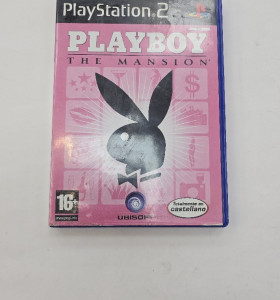 PlayStation 2
PLAYBOY
THE MANSION
16+
UBISOFT
Totalmente en
castellano